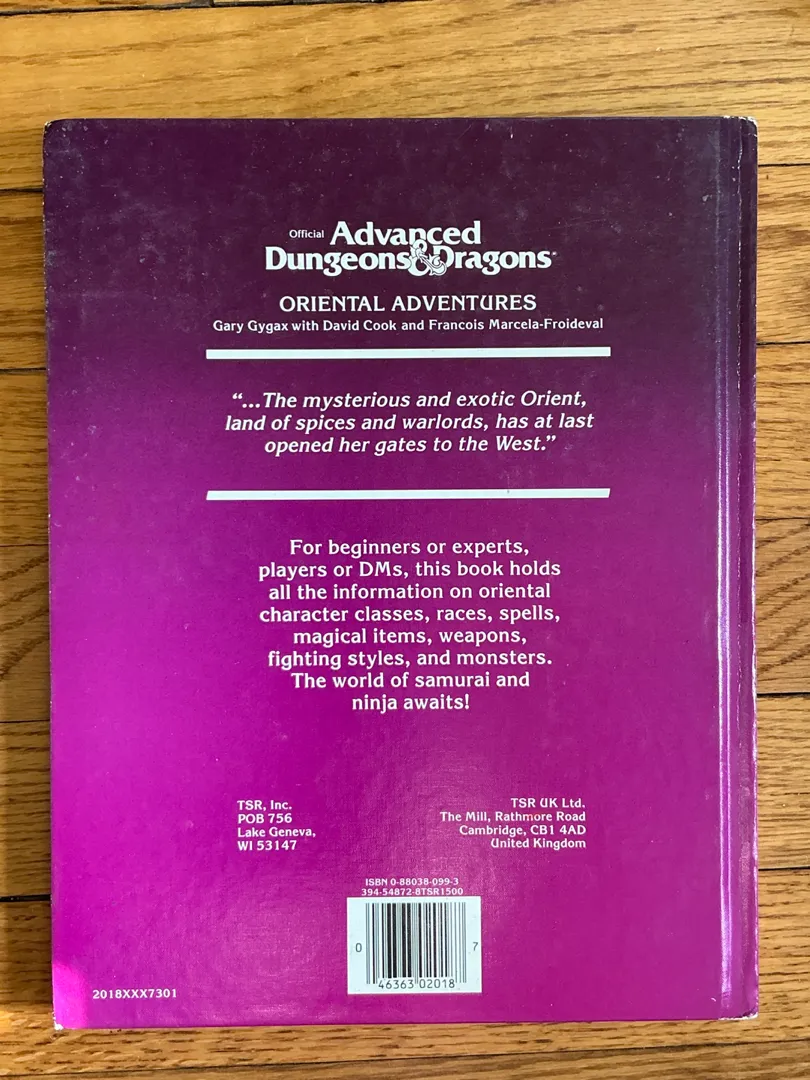 Official Advanced
Dungeons & Dragons
ORIENTAL ADVENTURES
Gary Gygax with David Cook and Francois Marcela-Froideval
“...The mysterious and exotic Orient,
land of spices and warlords, has at last
opened her gates to the West.”
For beginners or experts,
players or DMs, this book holds
all the information on oriental
character classes, races, spells,
magical items, weapons,
fighting styles, and monsters.
The world of samurai and
ninja awaits!
TSR, Inc.
POB 756
Lake Geneva,
WI 53147
TSR UK Ltd.
The Mill, Rathmore Road
Cambridge, CB1 4AD
United Kingdom
ISBN 0-88038-099-3
394-54872-8TSR1500
0 46363 02018 7
2018XXX7301